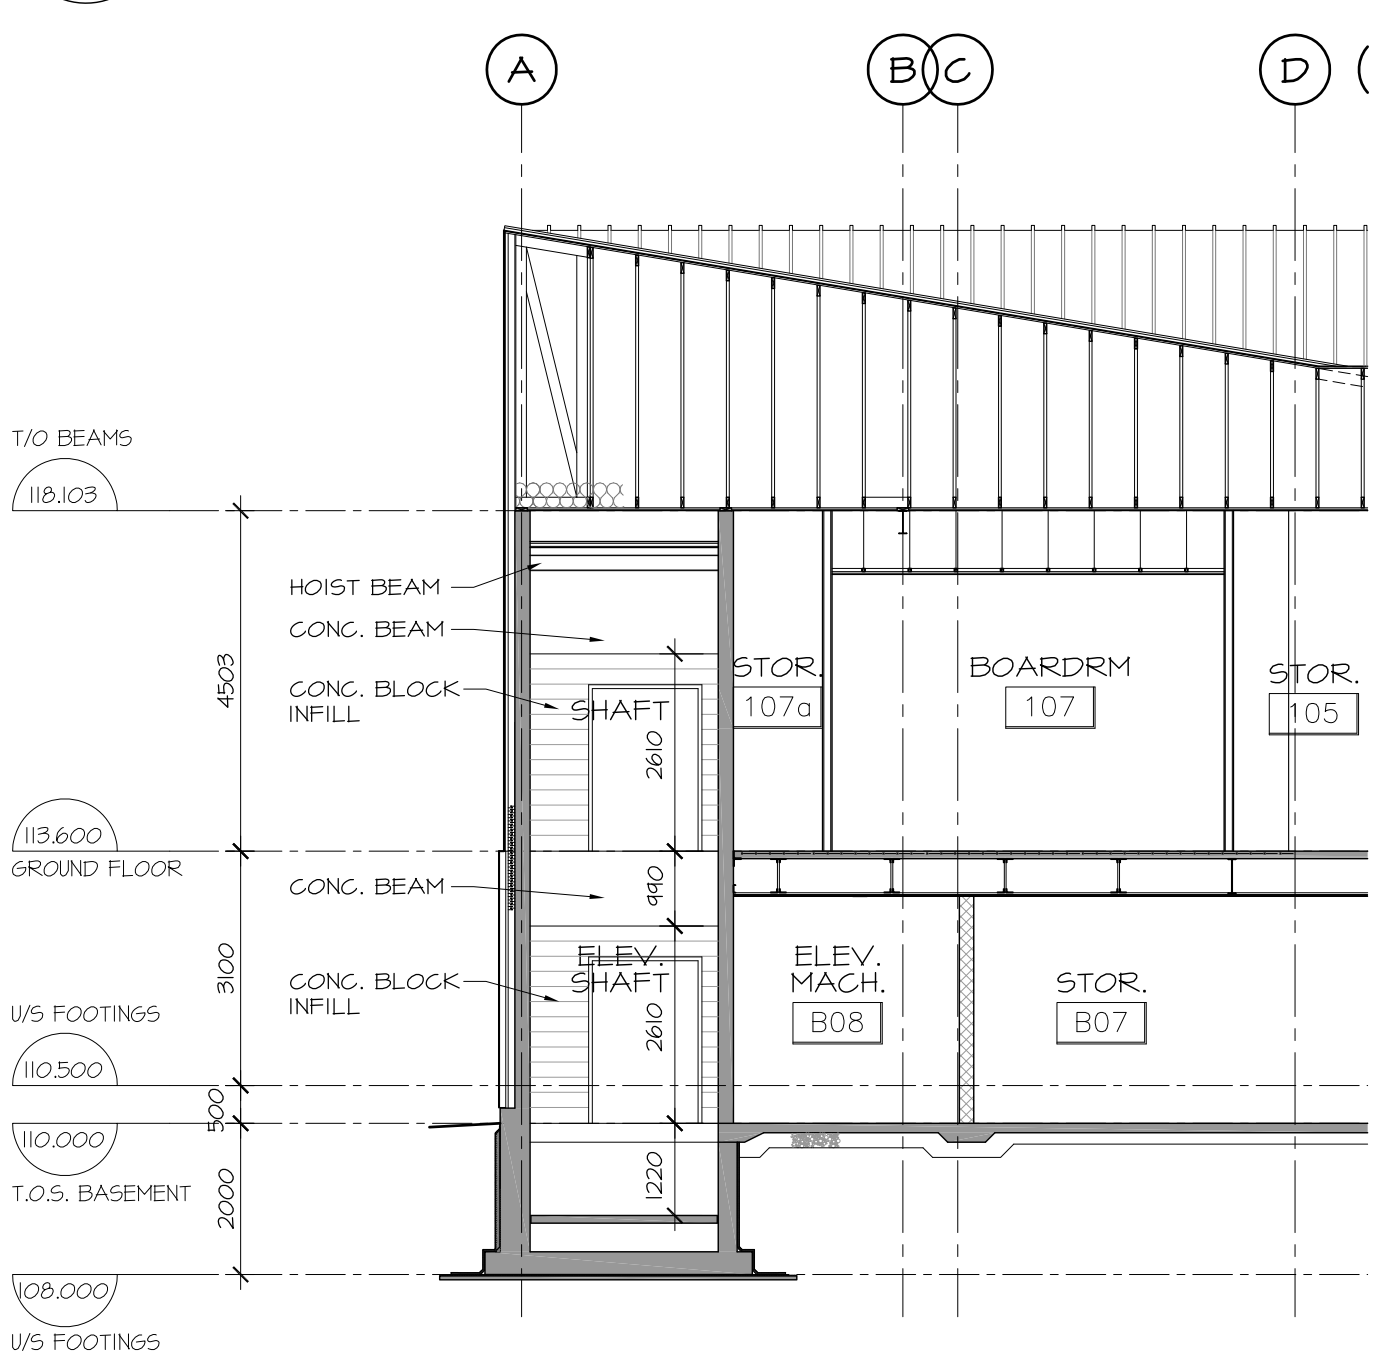 A
B
C
D
T/O BEAMS
118.103
HOIST BEAM
CONC. BEAM
4503
CONC. BLOCK
INFILL
SHAFT
2610
STOR.
107a
BOARDRM
107
STOR.
105
113.600
GROUND FLOOR
CONC. BEAM
990
3100
CONC. BLOCK
INFILL
ELEV.
SHAFT
2610
ELEV.
MACH.
B08
STOR.
B07
U/S FOOTINGS
110.500
500
110.000
T.O.S. BASEMENT
2000
1220
108.000
U/S FOOTINGS